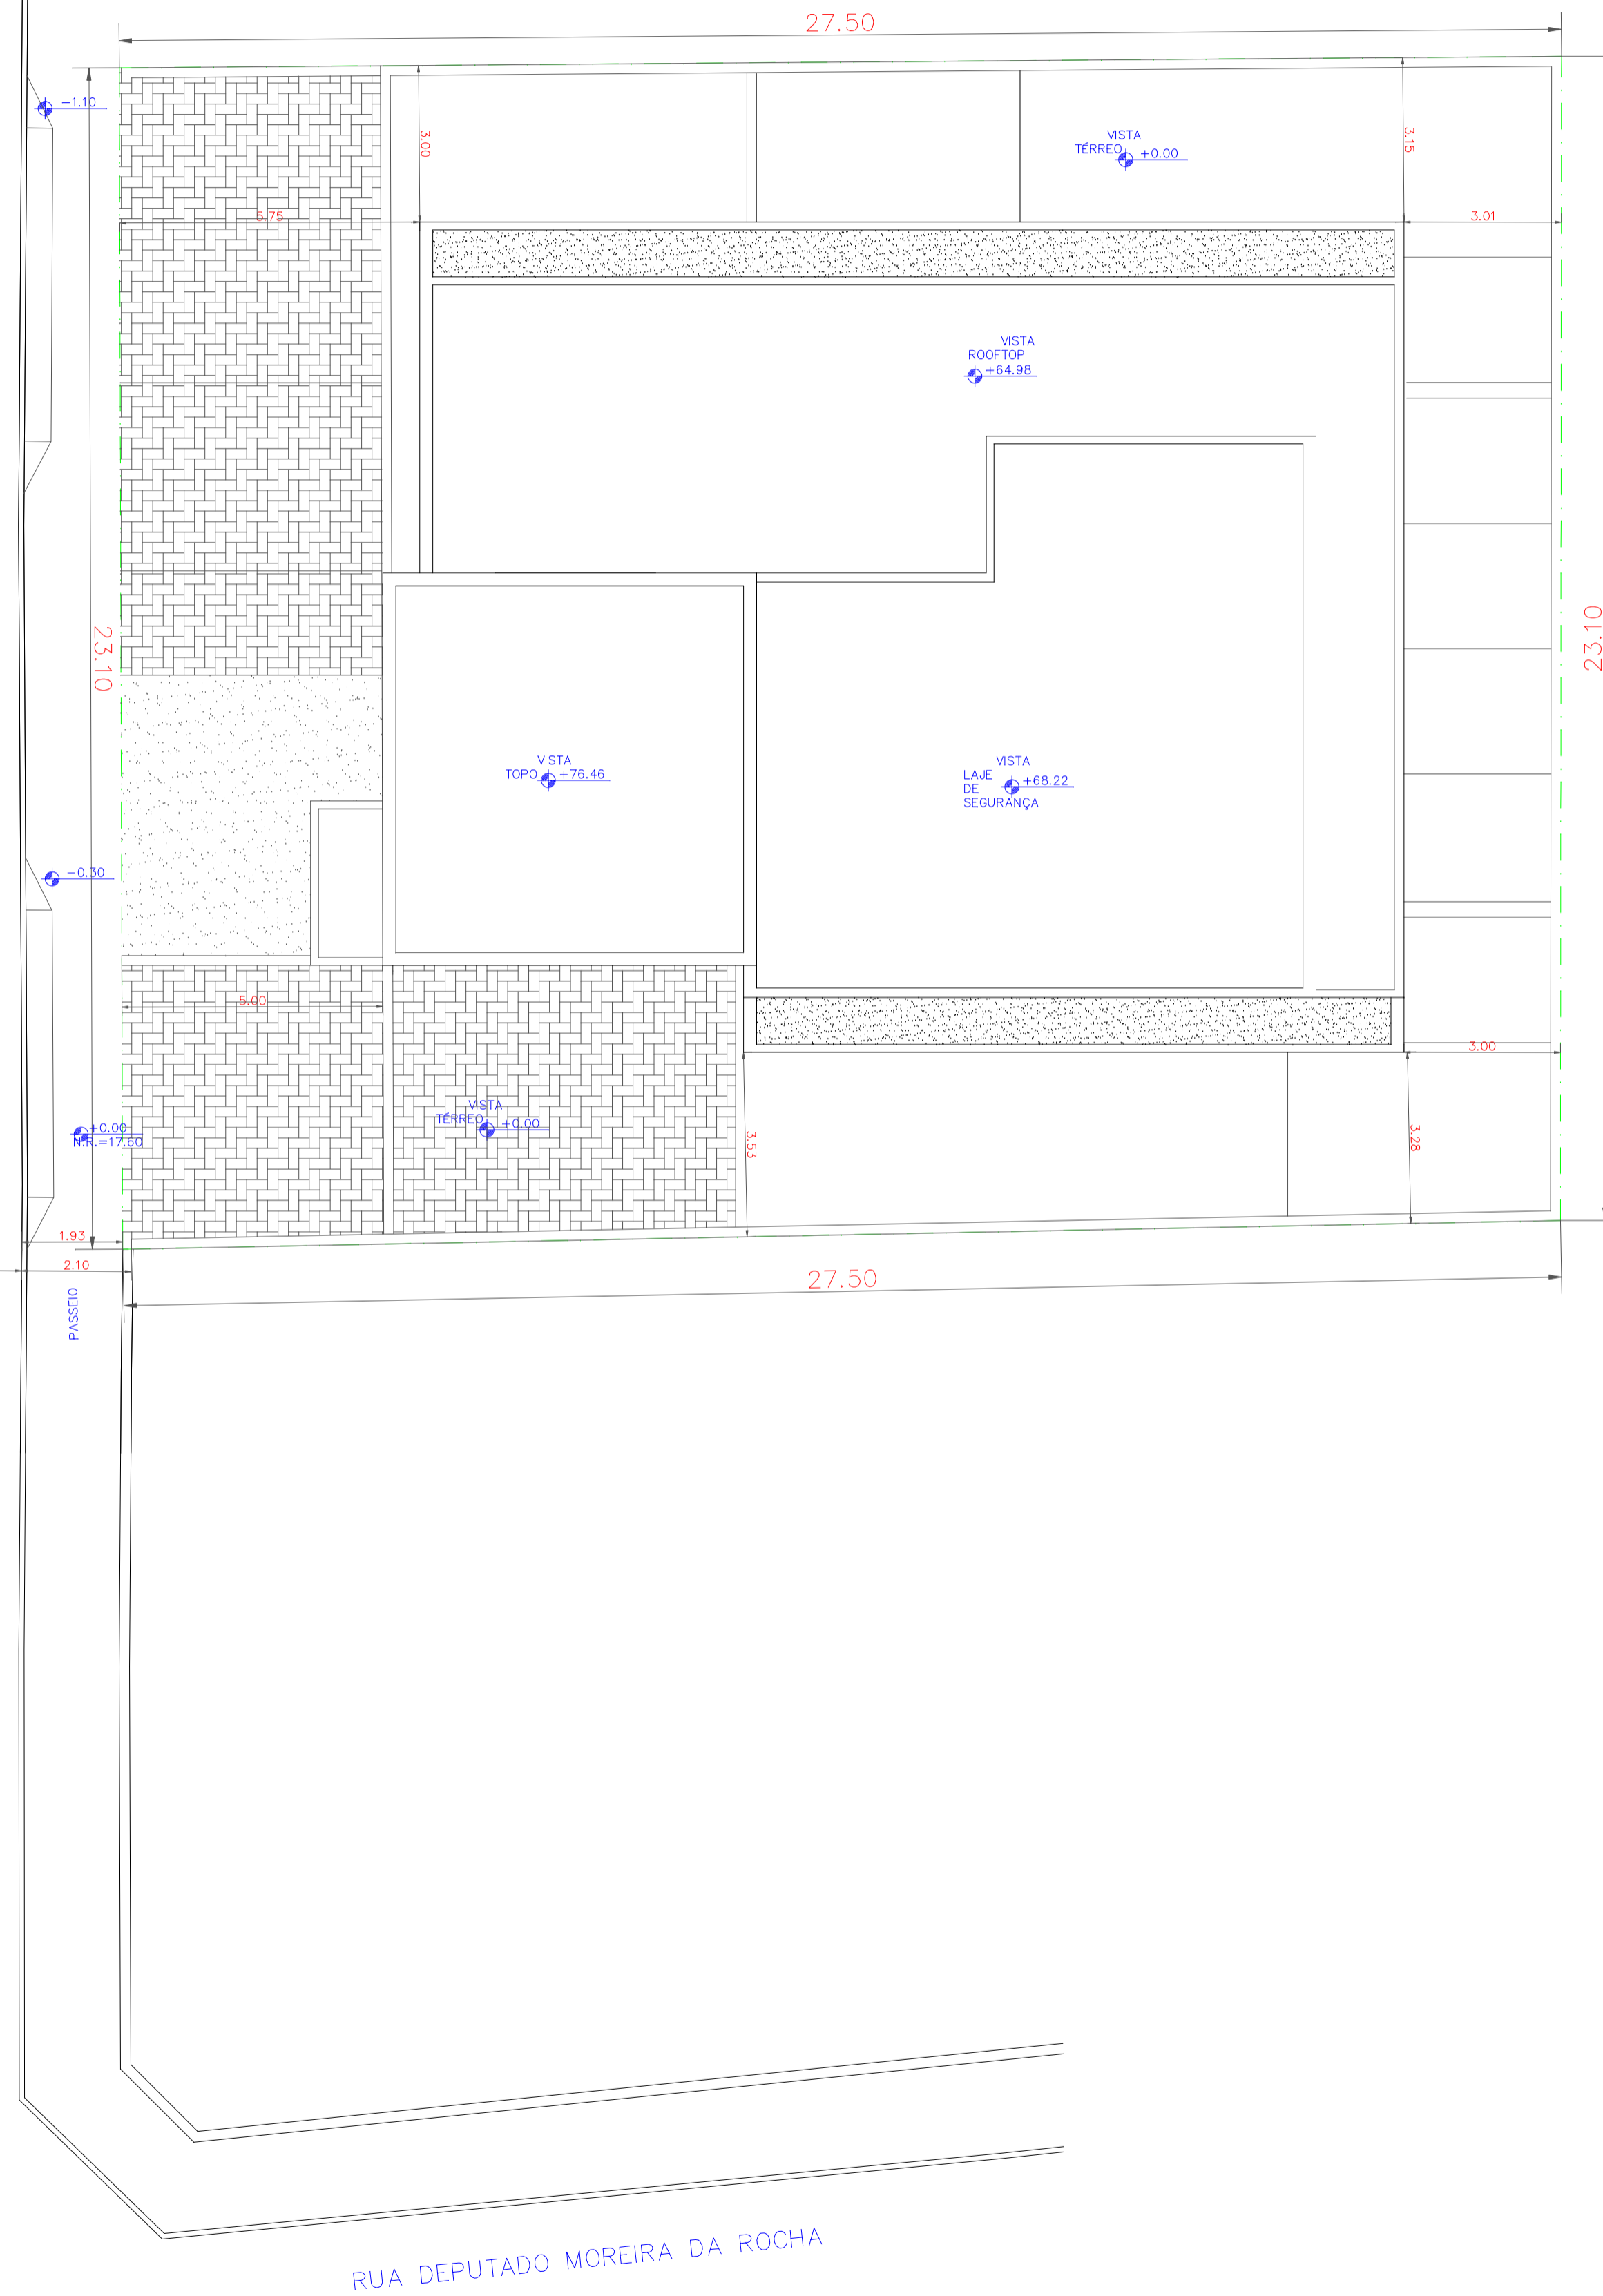 27.50
-1.10
3.00
VISTA
TÉRREO
+0.00
3.15
5.75
3.01
VISTA
ROOFTOP
+64.98
23.10
23.10
VISTA
TOPO
+76.46
VISTA
LAJE
DE
SEGURANÇA
+68.22
-0.30
5.00
3.00
VISTA
TÉRREO
+0.00
+0.00
N.R.=17.60
3.53
3.28
1.93
2.10
27.50
PASSEIO
RUA DEPUTADO MOREIRA DA ROCHA